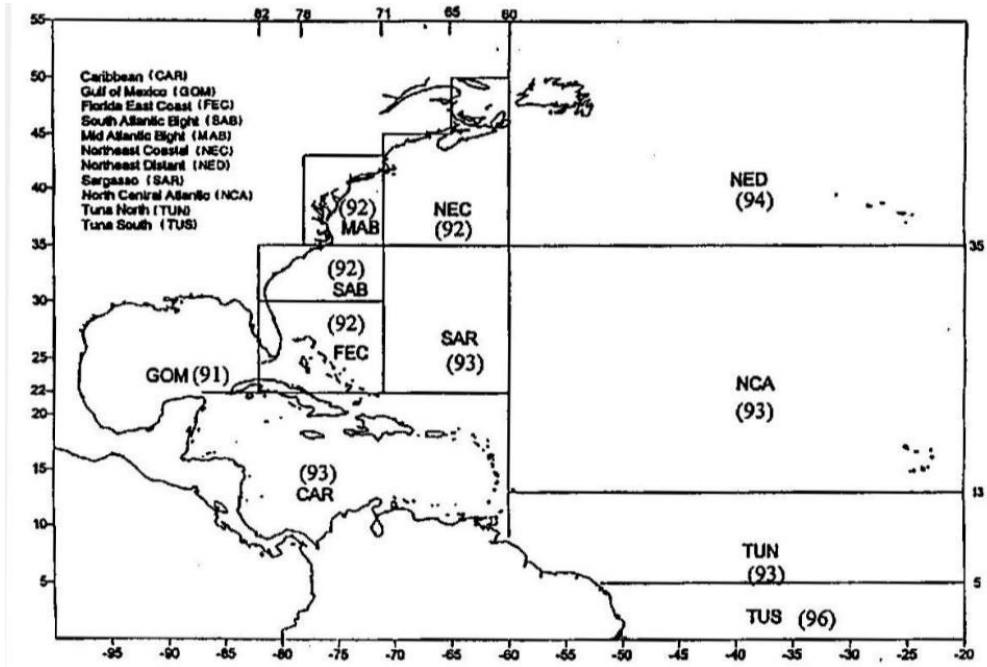 82 78 71 65 60
55
50
45
40
35
30
25
22
20
15
10
5
Caribbean (CAR)
Gulf of Mexico (GOM)
Florida East Coast (FEC)
South Atlantic Bight (SAB)
Mid Atlantic Bight (MAB)
Northeast Coastal (NEC)
Northeast Distant (NED)
Sargasso (SAR)
North Central Atlantic (NCA)
Tuna North (TUN)
Tuna South (TUS)
NED
(94)
(92)
MAB
NEC
(92)
35
(92)
SAB
(92)
FEC
SAR
(93)
GOM (91)
NCA
(93)
(93)
CAR
13
TUN
(93)
5
TUS (96)
-95 -90 -85 -80 -75 -70 -65 -60 -55 -50 -45 -40 -35 -30 -25 -20